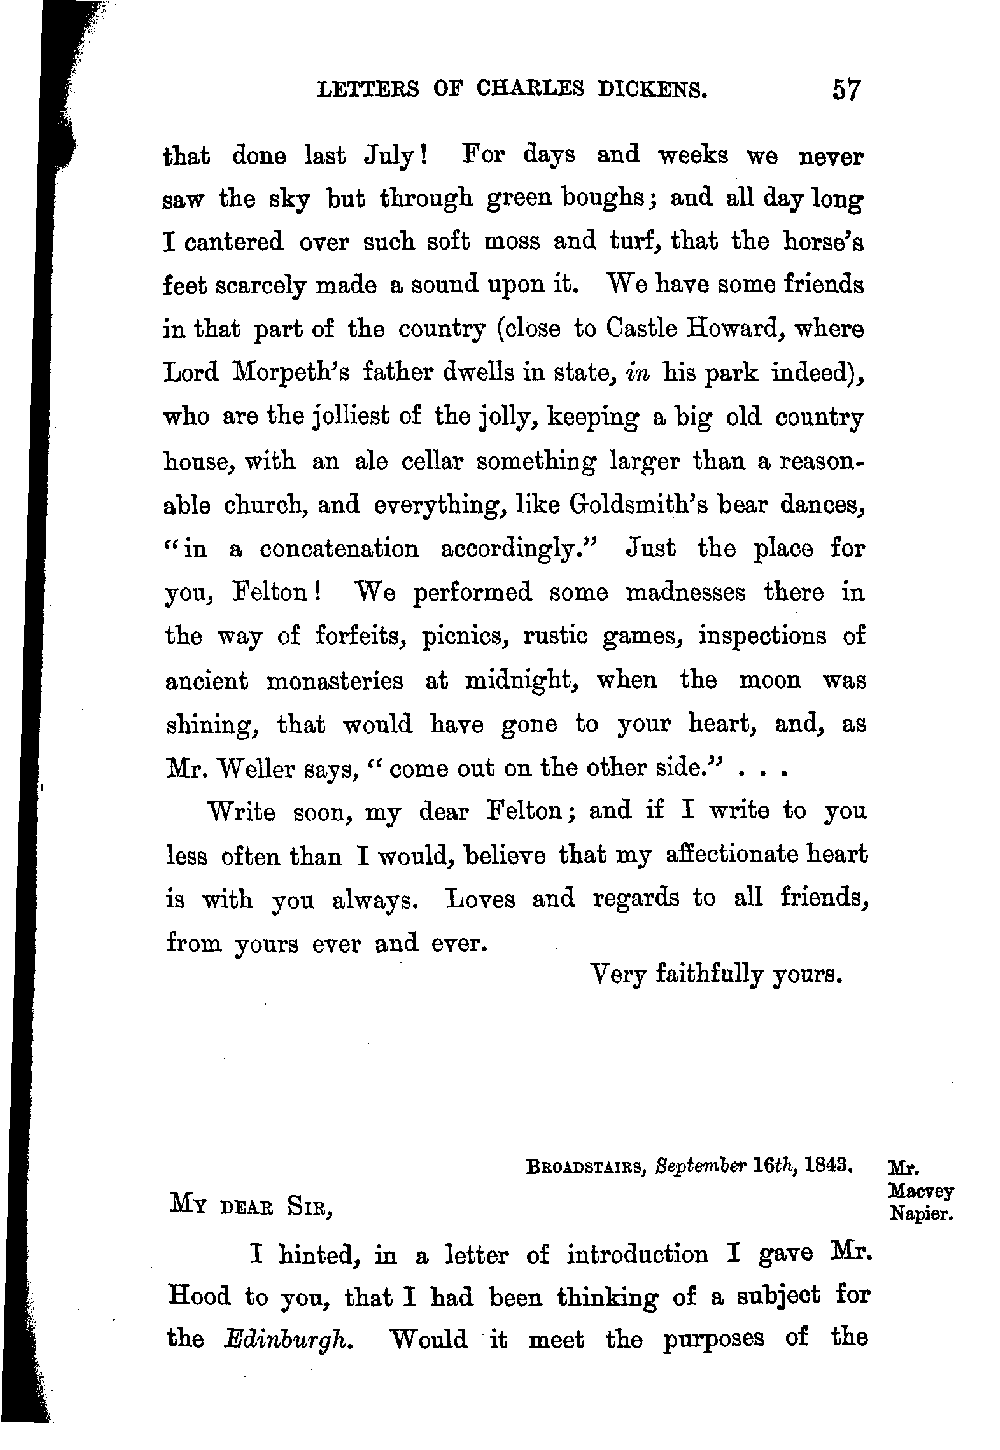 LETTERS OF CHARLES DICKENS. 57
that done last July! For days and weeks we never
saw the sky but through green boughs; and all day long
I cantered over such soft moss and turf, that the horse's
feet scarcely made a sound upon it. We have some friends
in that part of the country (close to Castle Howard, where
Lord Morpeth's father dwells in state, in his park indeed),
who are the jolliest of the jolly, keeping a big old country
house, with an ale cellar something larger than a reason-
able church, and everything, like Goldsmith's bear dances,
"in a concatenation accordingly." Just the place for
you, Felton! We performed some madnesses there in
the way of forfeits, picnics, rustic games, inspections of
ancient monasteries at midnight, when the moon was
shining, that would have gone to your heart, and, as
Mr. Weller says, "come out on the other side." . . .
Write soon, my dear Felton; and if I write to you
less often than I would, believe that my affectionate heart
is with you always. Loves and regards to all friends,
from yours ever and ever.
Very faithfully yours.
BROADSTAIRS, September 16th, 1843.
Mr.
Macvey
Napier.
MY DEAR SIR,
I hinted, in a letter of introduction I gave Mr.
Hood to you, that I had been thinking of a subject for
the Edinburgh. Would it meet the purposes of the